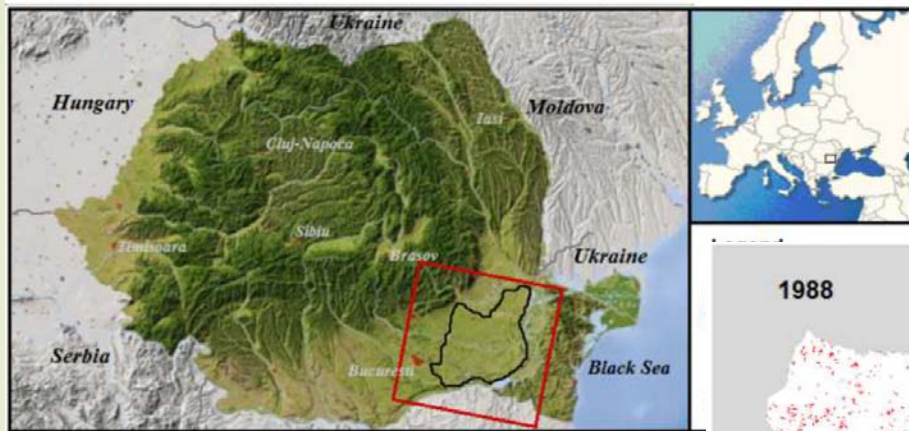 Ukraine
Hungary
Moldova
Iasi
Cluj-Napoca
Timisoara
Sibiu
Brasov
Ukraine
Serbia
Bucuresti
Black Sea
1988